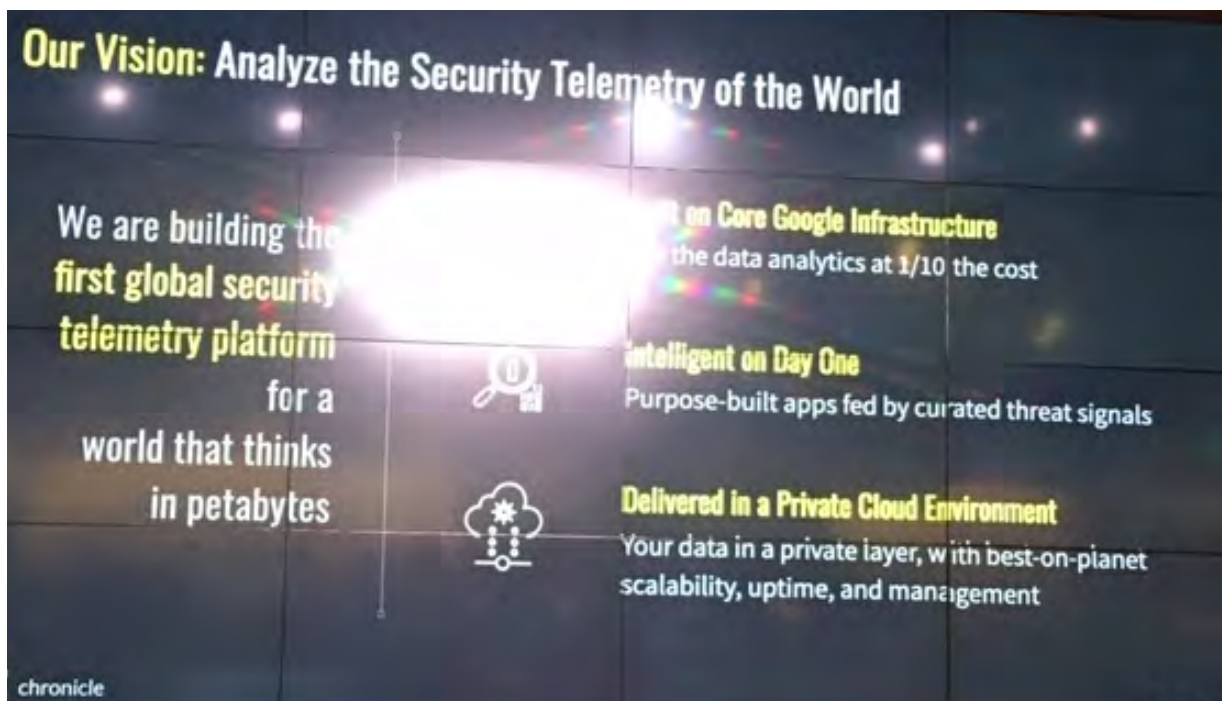 Our Vision: Analyze the Security Telemetry of the World
We are building the
first global security
telemetry platform
for a
world that thinks
in petabytes
on Core Google Infrastructure
the data analytics at 1/10 the cost
Intelligent on Day One
Purpose-built apps fed by curated threat signals
Delivered in a Private Cloud Environment
Your data in a private layer, with best-on-planet
scalability, uptime, and management
chronicle